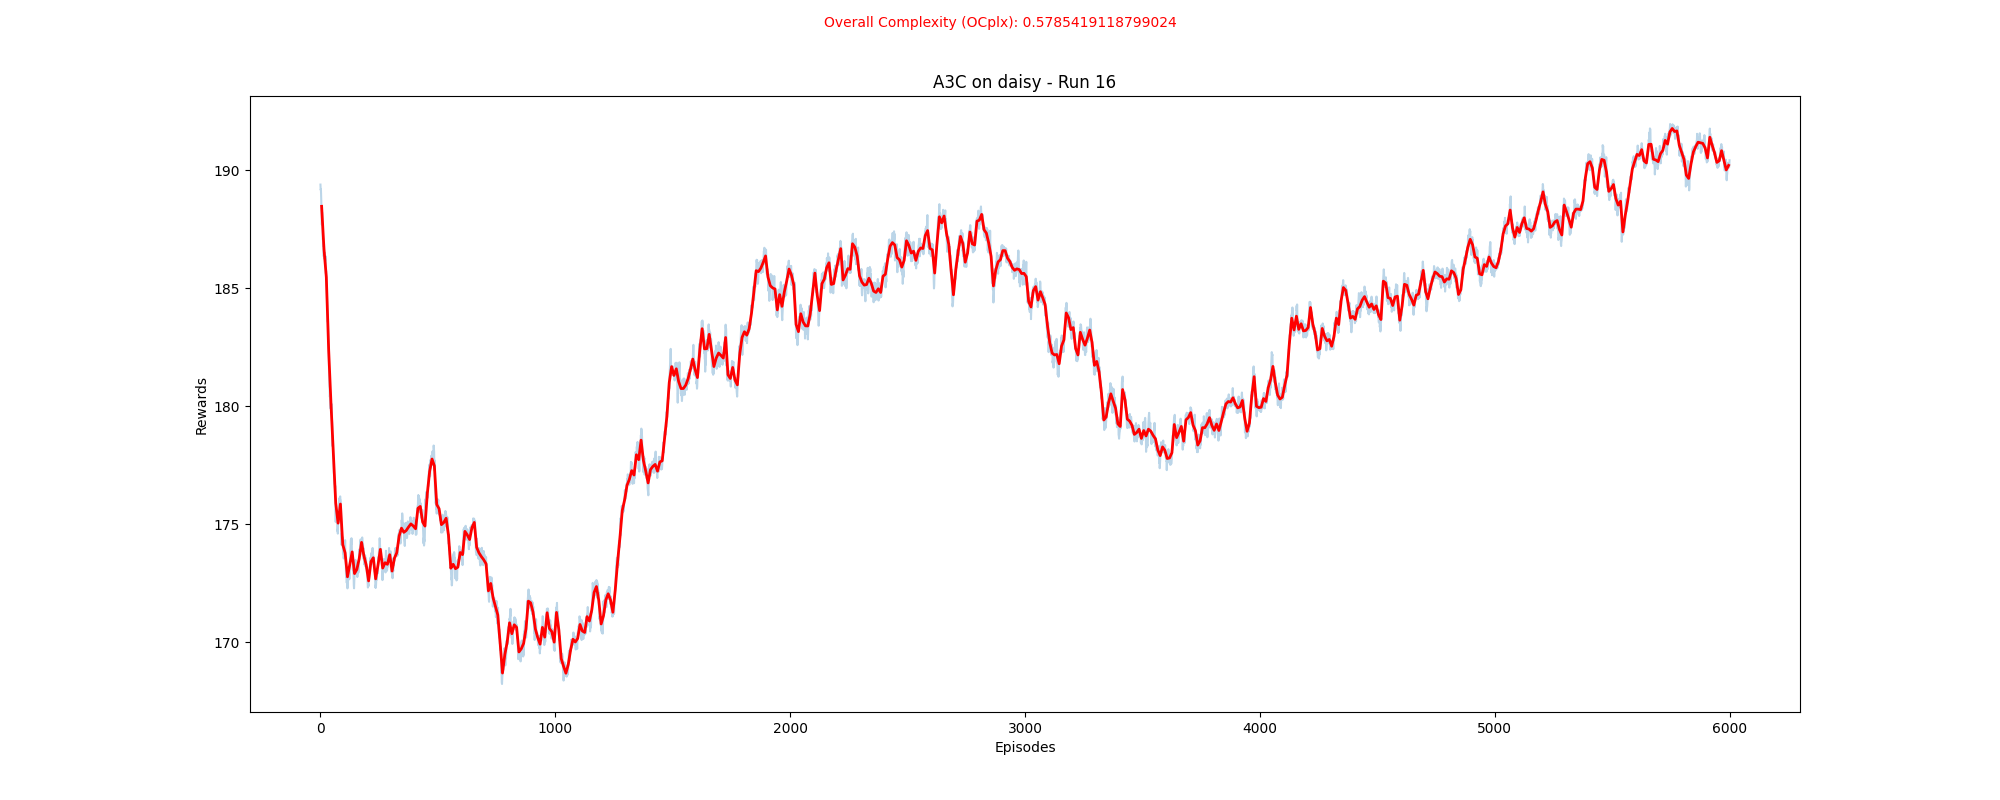 Overall Complexity (OCplx): 0.5785419118799024
A3C on daisy - Run 16
Rewards
190
185
180
175
170
0 1000 2000 3000 4000 5000 6000
Episodes